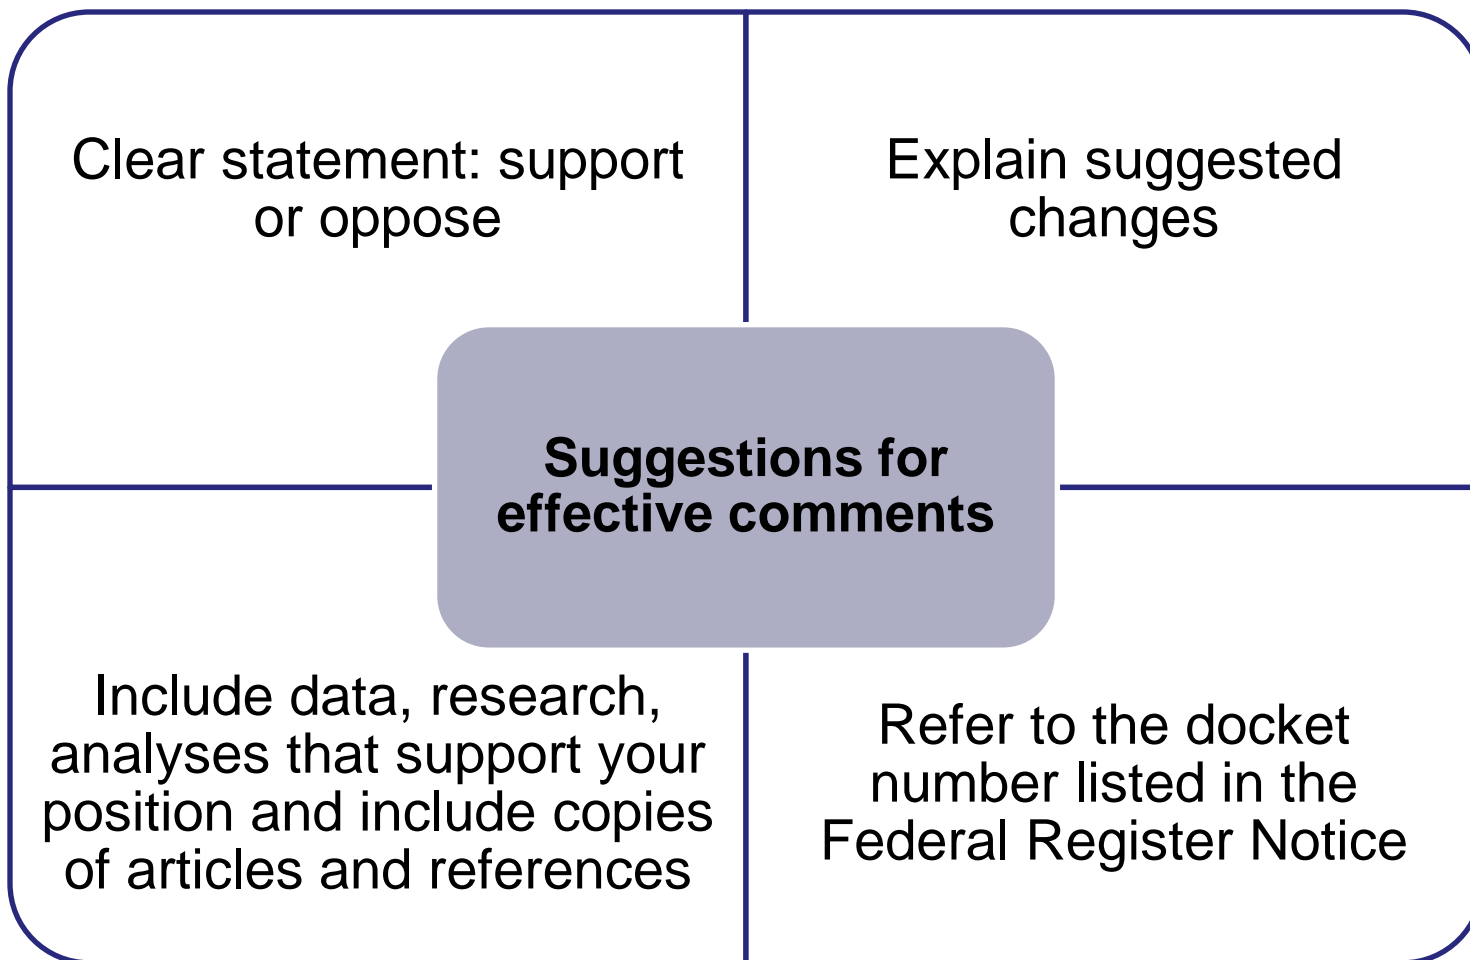 Clear statement: support
or oppose
Explain suggested
changes
Suggestions for
effective comments
Include data, research,
analyses that support your
position and include copies
of articles and references
Refer to the docket
number listed in the
Federal Register Notice